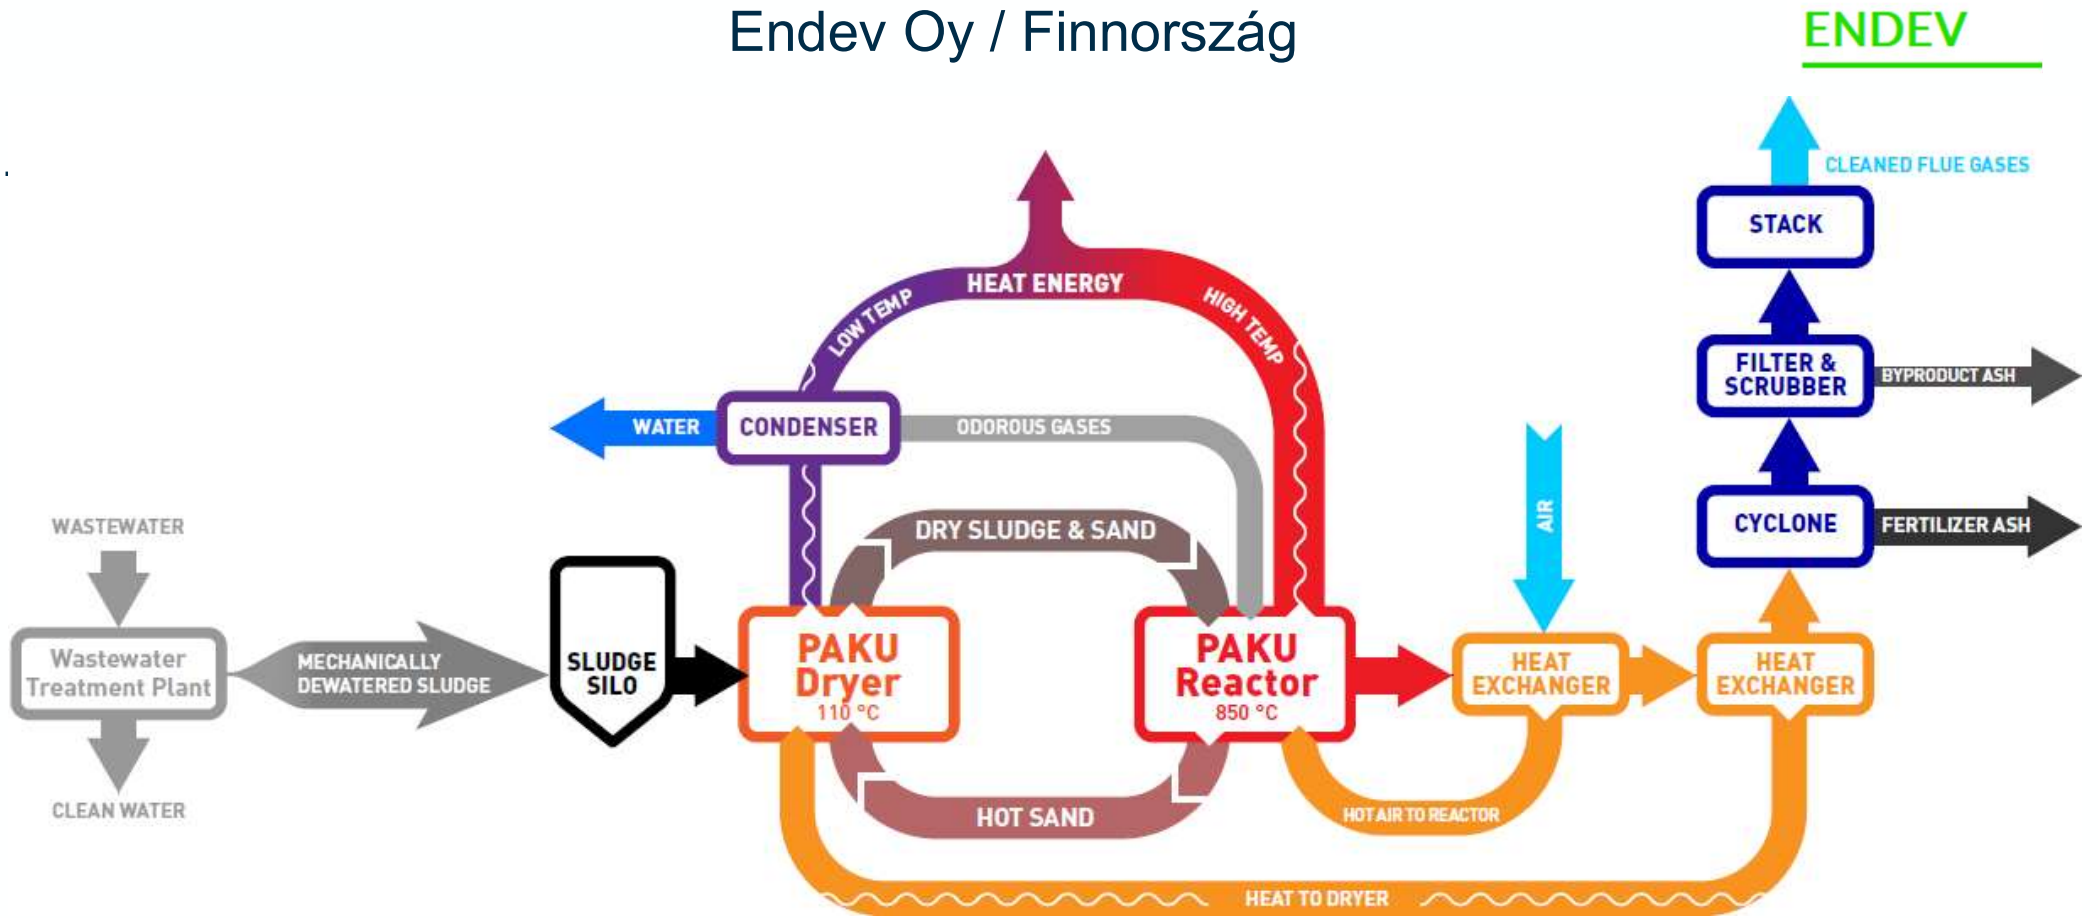 Endev Oy / Finnország
ENDEV
CLEANED FLUE GASES
STACK
HEAT ENERGY
LOW TEMP
HIGH TEMP
FILTER &
SCRUBBER
BYPRODUCT ASH
WATER
CONDENSER
ODOROUS GASES
AIR
CYCLONE
FERTILIZER ASH
WASTEWATER
DRY SLUDGE & SAND
Wastewater
Treatment Plant
MECHANICALLY
DEWATERED SLUDGE
SLUDGE
SILO
PAKU
Dryer
110 °C
PAKU
Reactor
850 °C
HEAT
EXCHANGER
HEAT
EXCHANGER
CLEAN WATER
HOT SAND
HOT AIR TO REACTOR
HEAT TO DRYER